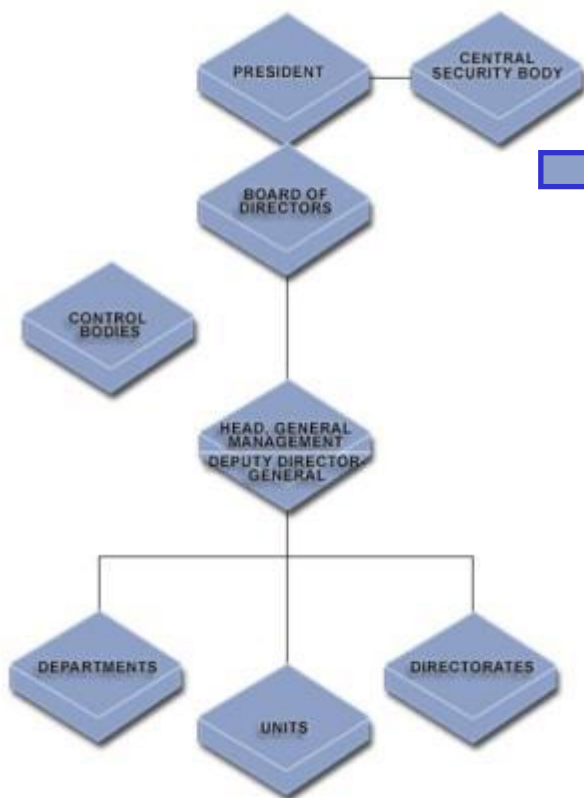 PRESIDENT
CENTRAL
SECURITY BODY
BOARD OF
DIRECTORS
CONTROL
BODIES
HEAD, GENERAL
MANAGEMENT
DEPUTY DIRECTOR-
GENERAL
DEPARTMENTS
UNITS
DIRECTORATES